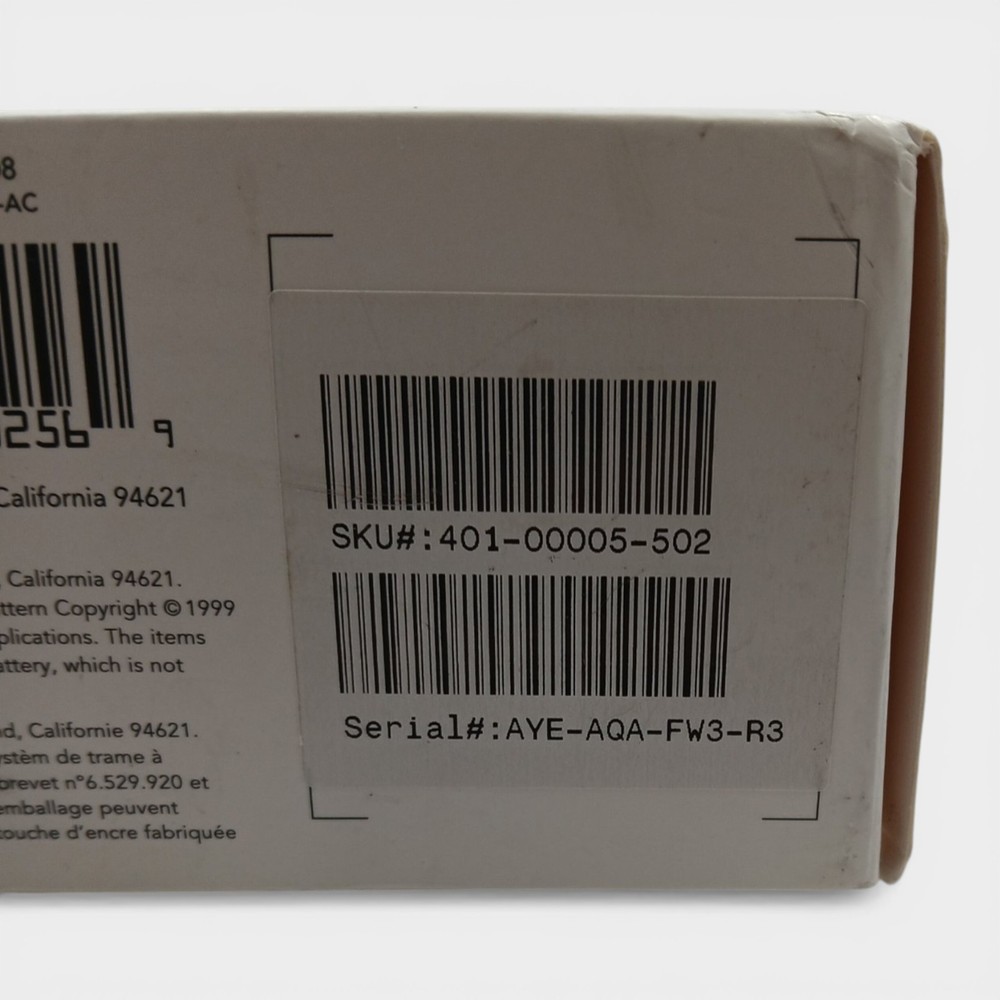 08
-AC
256 9
California 94621
, California 94621.
ttern Copyright © 1999
plications. The items
attery, which is not
d, Californie 94621.
stèm de trame à
brevet n°6.529.920 et
emballage peuvent
touche d'encre fabriquée
SKU#:401-00005-502
Serial#:AYE-AQA-FW3-R3